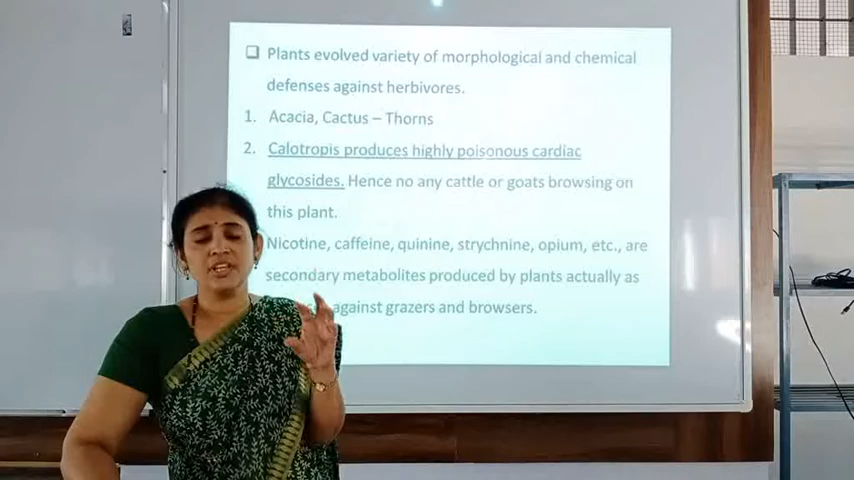 Plants evolved variety of morphological and chemical
defenses against herbivores.
1. Acacia, Cactus – Thorns
2. Calotropis produces highly poisonous cardiac
glycosides. Hence no any cattle or goats browsing on
this plant.
Nicotine, caffeine, quinine, strychnine, opium, etc., are
secondary metabolites produced by plants actually as
against grazers and browsers.